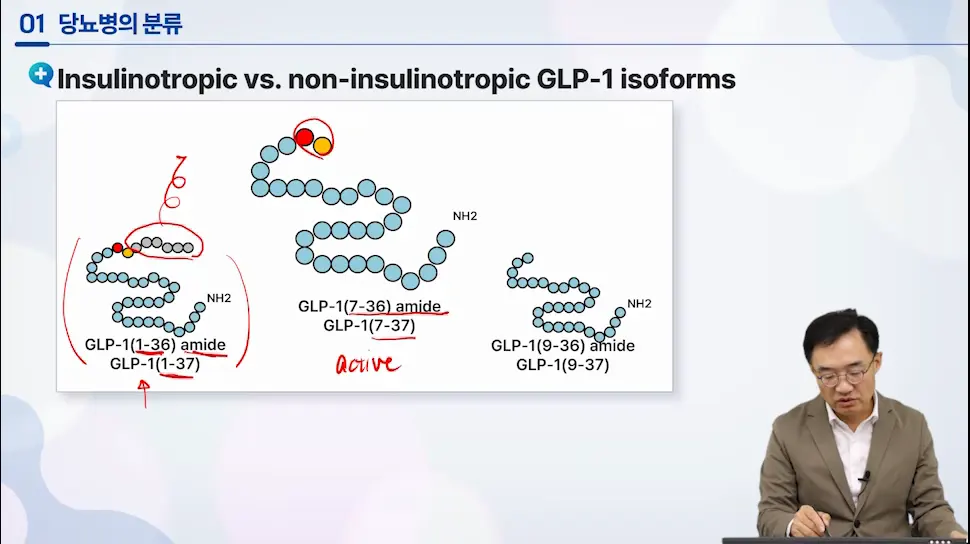 01 당뇨병의 분류
Insulinotropic vs. non-insulinotropic GLP-1 isoforms
NH2
GLP-1(1-36) amide
GLP-1(1-37)
NH2
GLP-1(7-36) amide
GLP-1(7-37)
active
NH2
GLP-1(9-36) amide
GLP-1(9-37)